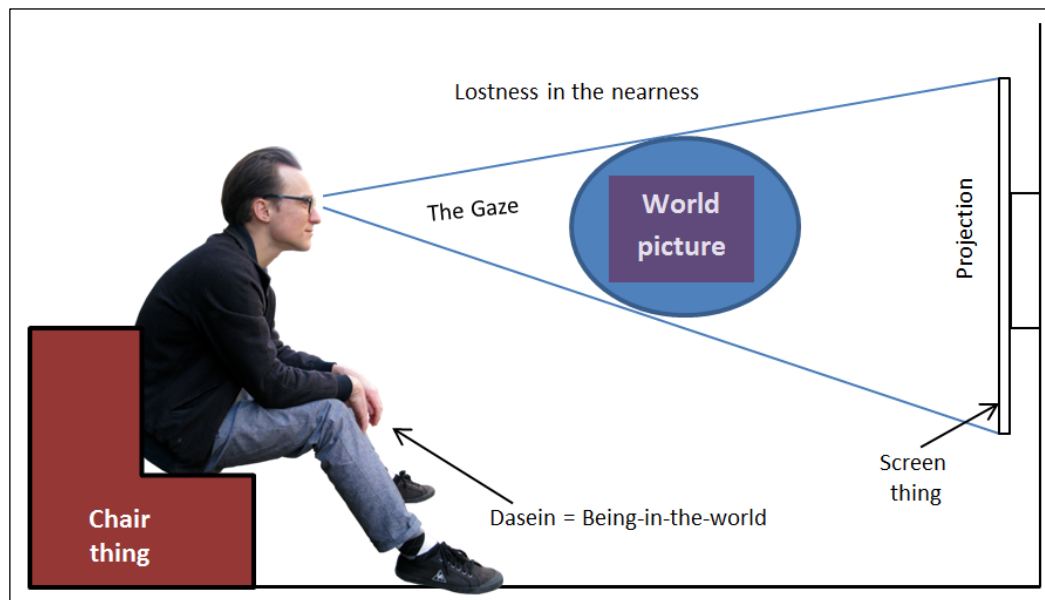 Lostness in the nearness
The Gaze
World
picture
Projection
Screen
thing
Dasein = Being-in-the-world
Chair
thing